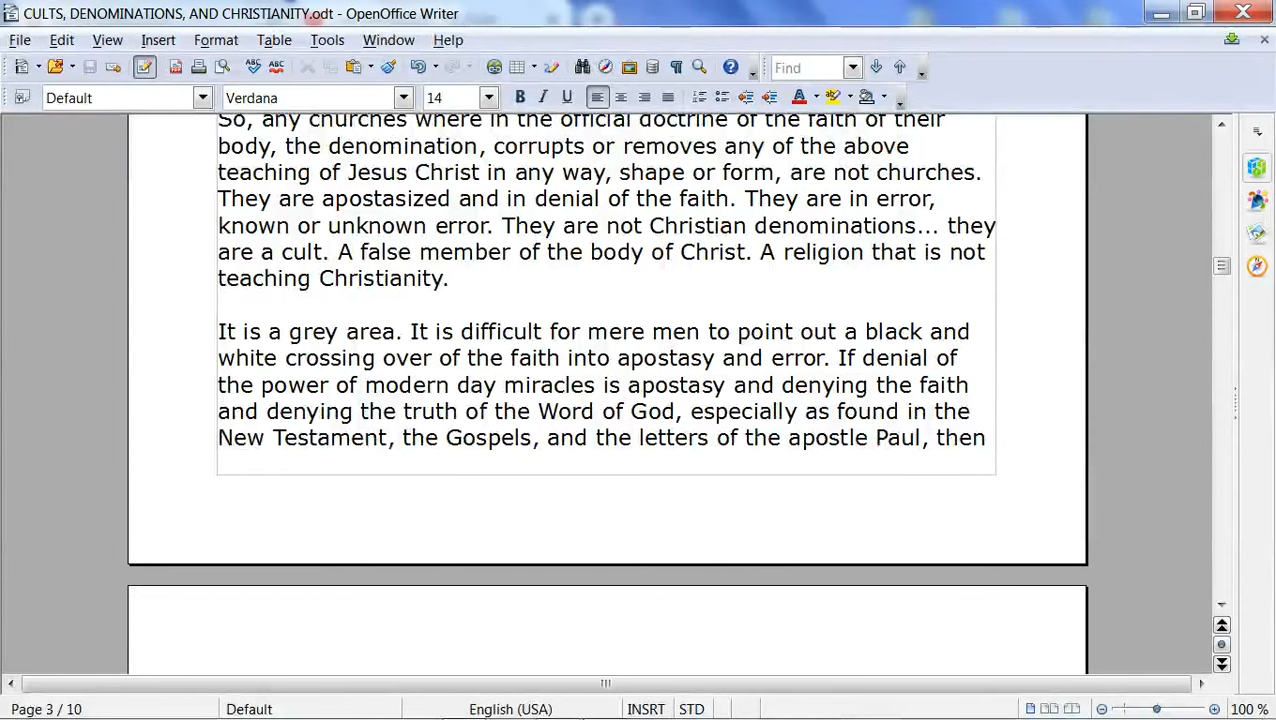 CULTS, DENOMINATIONS, AND CHRISTIANITY.odt - OpenOffice Writer
File Edit View Insert Format Table Tools Window Help
ABC ABC Find
Default Verdana 14 B I U A
So, any churches where in the official doctrine of the faith of their
body, the denomination, corrupts or removes any of the above
teaching of Jesus Christ in any way, shape or form, are not churches.
They are apostasized and in denial of the faith. They are in error,
known or unknown error. They are not Christian denominations... they
are a cult. A false member of the body of Christ. A religion that is not
teaching Christianity.
It is a grey area. It is difficult for mere men to point out a black and
white crossing over of the faith into apostasy and error. If denial of
the power of modern day miracles is apostasy and denying the faith
and denying the truth of the Word of God, especially as found in the
New Testament, the Gospels, and the letters of the apostle Paul, then
Page 3 / 10 Default English (USA) INSRT STD 100 %